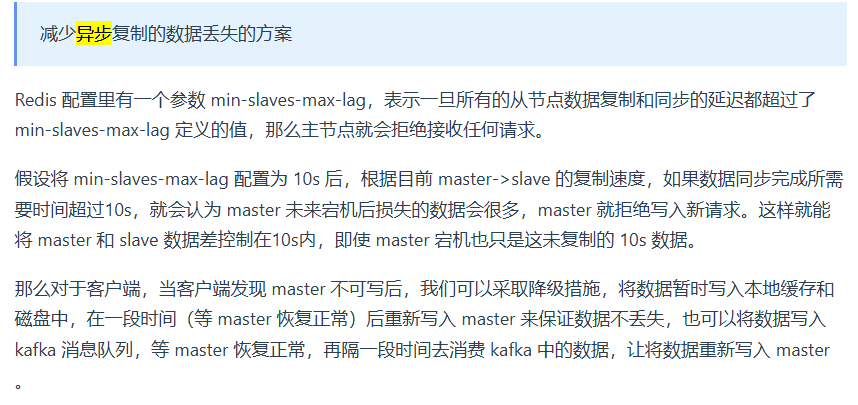 减少异步复制的数据丢失的方案
Redis 配置里有一个参数 min-slaves-max-lag，表示一旦所有的从节点数据复制和同步的延迟都超过了
min-slaves-max-lag 定义的值，那么主节点就会拒绝接收任何请求。
假设将 min-slaves-max-lag 配置为 10s 后，根据目前 master->slave 的复制速度，如果数据同步完成所需
要时间超过10s，就会认为 master 未来宕机后损失的数据会很多，master 就拒绝写入新请求。这样就能
将 master 和 slave 数据差控制在10s内，即使 master 宕机也只是这未复制的 10s 数据。
那么对于客户端，当客户端发现 master 不可写后，我们可以采取降级措施，将数据暂时写入本地缓存和
磁盘中，在一段时间（等 master 恢复正常）后重新写入 master 来保证数据不丢失，也可以将数据写入
kafka 消息队列，等 master 恢复正常，再隔一段时间去消费 kafka 中的数据，让将数据重新写入 master
。